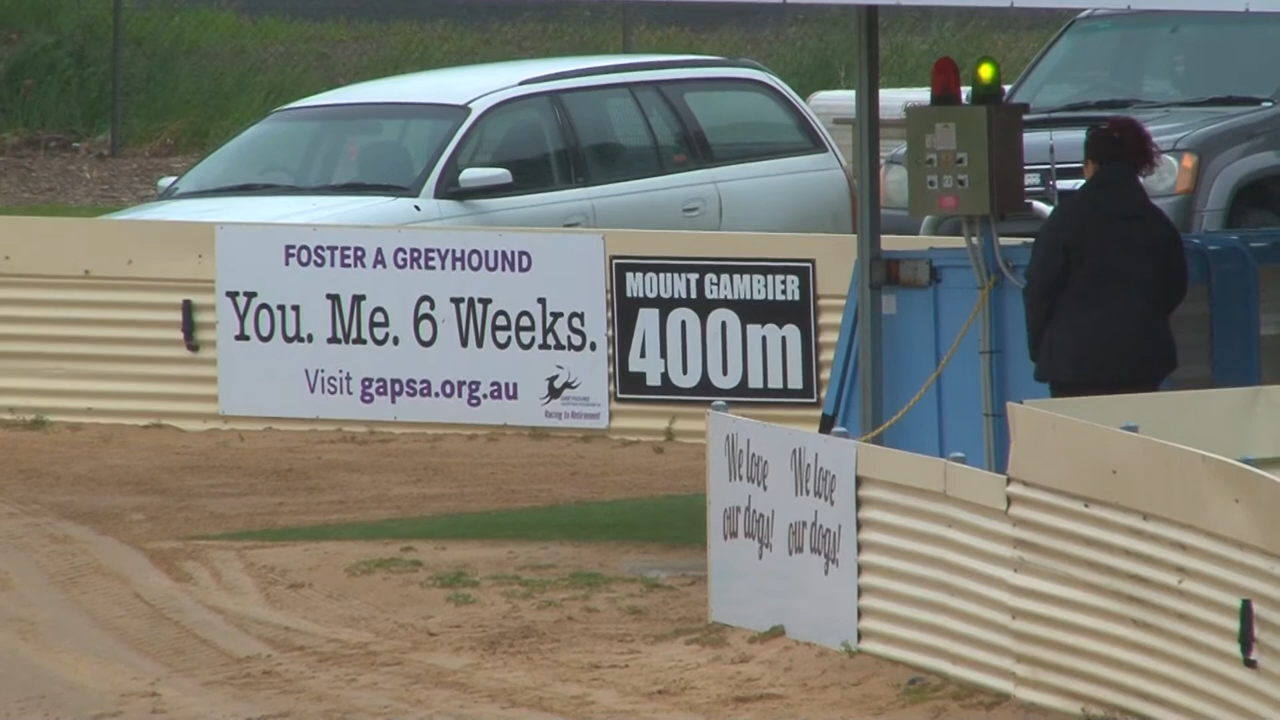 FOSTER A GREYHOUND
You. Me. 6 Weeks.
Visit gapsa.org.au
Racing to Retirement
MOUNT GAMBIER
400m
We love
our dogs!
We love
our dogs!